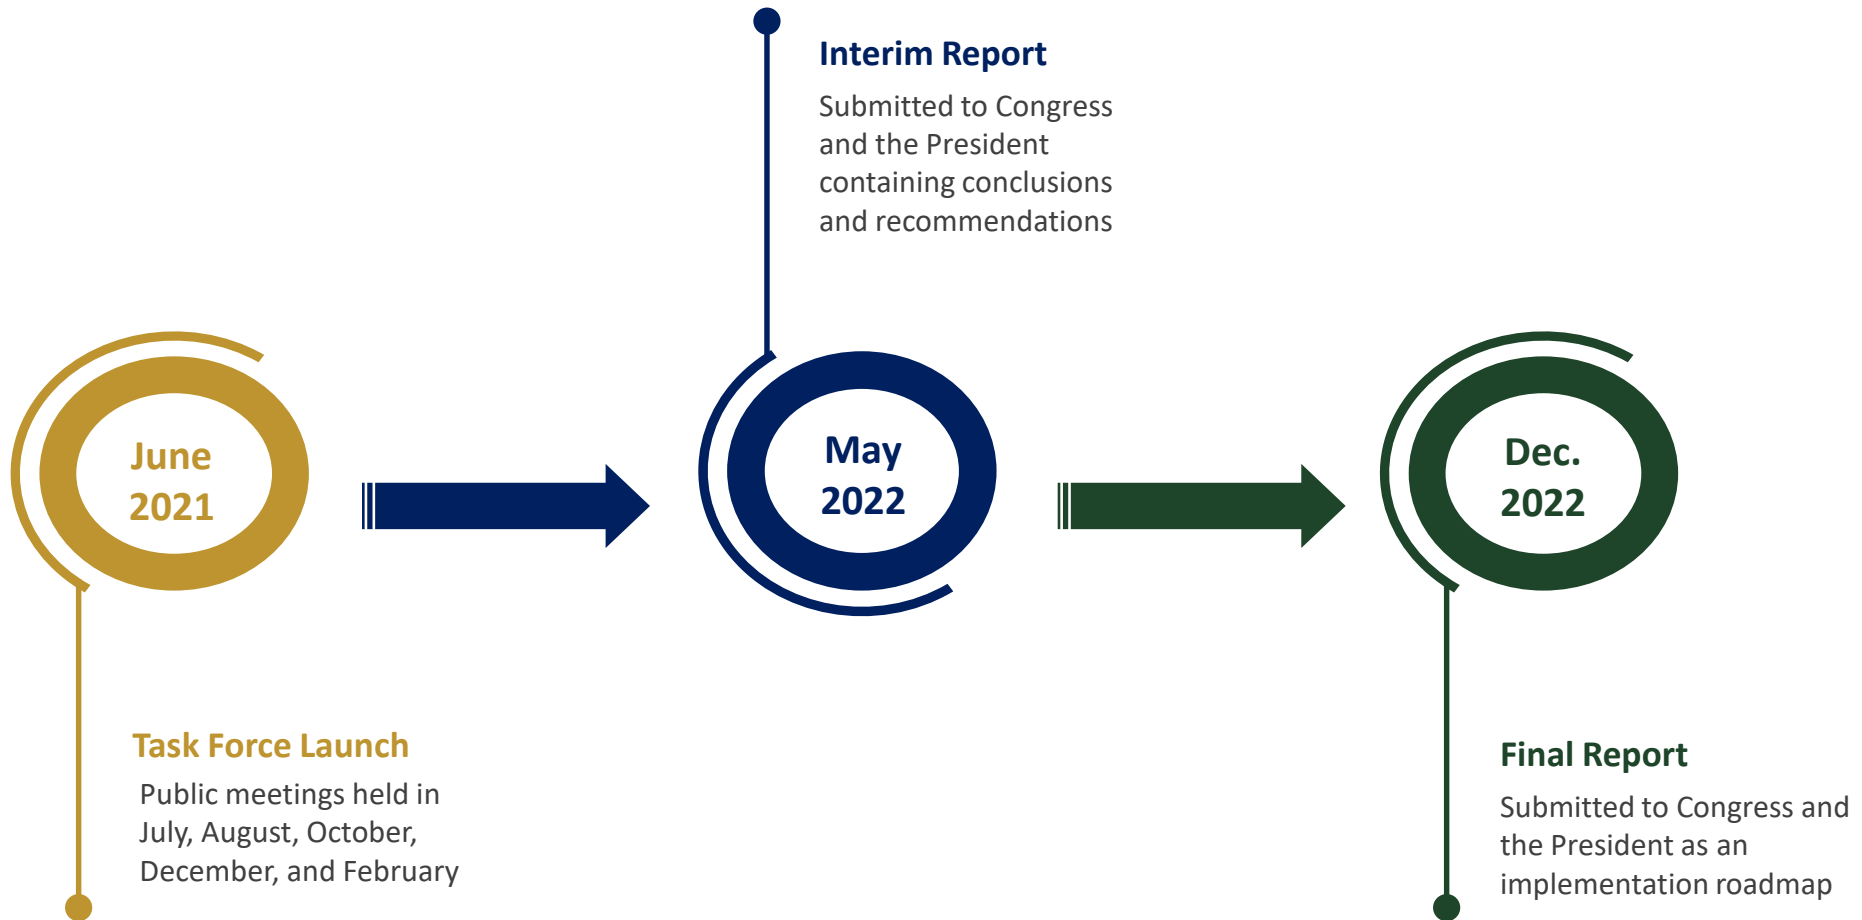 June
2021
Task Force Launch
Public meetings held in
July, August, October,
December, and February
Interim Report
Submitted to Congress
and the President
containing conclusions
and recommendations
May
2022
Dec.
2022
Final Report
Submitted to Congress and
the President as an
implementation roadmap